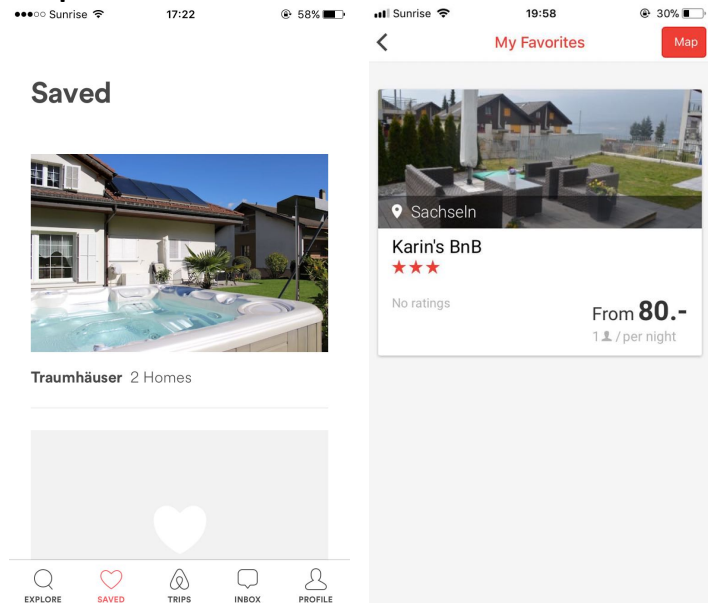 Sunrise 17:22 58%
Saved
Traumhäuser 2 Homes
EXPLORE SAVED TRIPS INBOX PROFILE
Sunrise 19:58 30%
My Favorites Map
Sachseln
Karin's BnB
No ratings
From 80.-
1 / per night